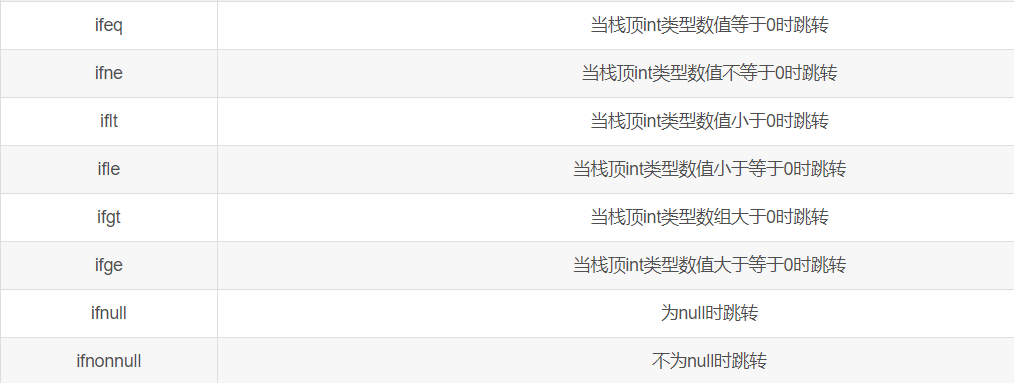 ifeq 当栈顶int类型数值等于0时跳转
ifne 当栈顶int类型数值不等于0时跳转
iflt 当栈顶int类型数值小于0时跳转
ifle 当栈顶int类型数值小于等于0时跳转
ifgt 当栈顶int类型数组大于0时跳转
ifge 当栈顶int类型数值大于等于0时跳转
ifnull 为null时跳转
ifnonnull 不为null时跳转